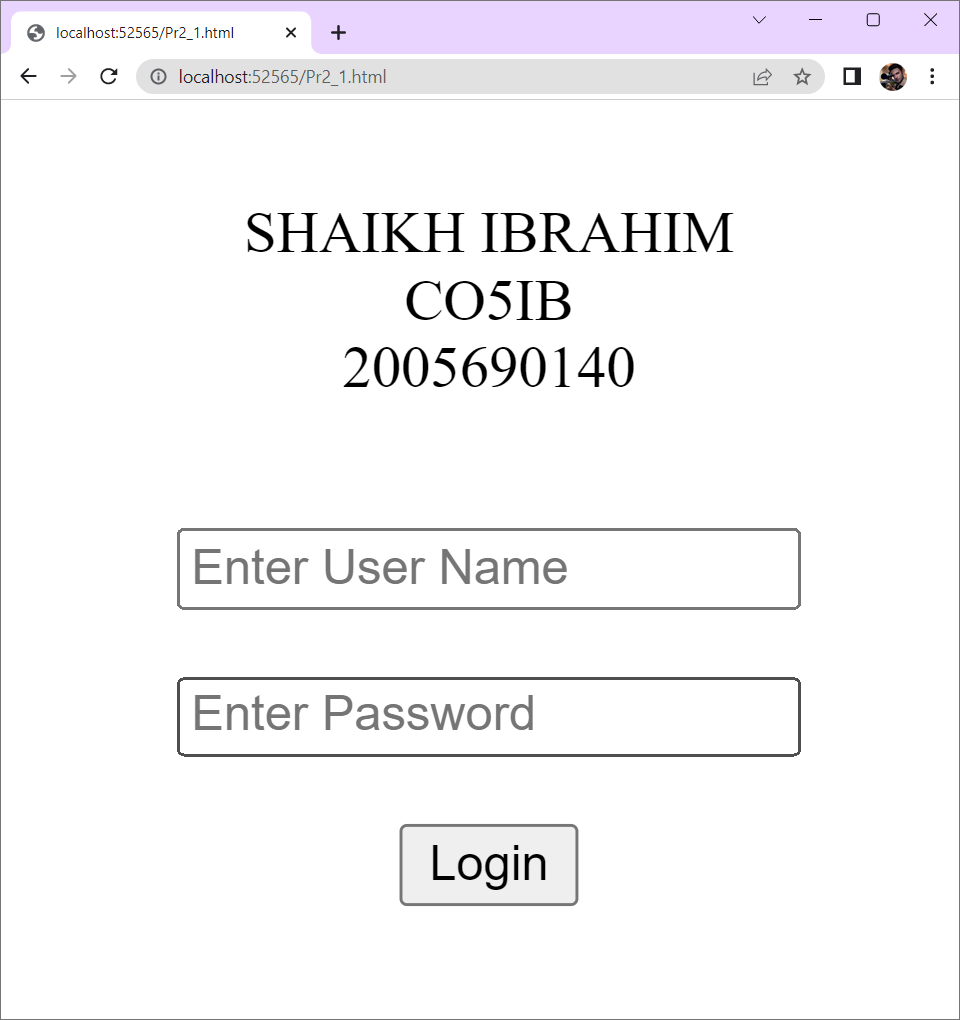 localhost:52565/Pr2_1.html
localhost:52565/Pr2_1.html
SHAIKH IBRAHIM
CO5IB
2005690140
Enter User Name
Enter Password
Login